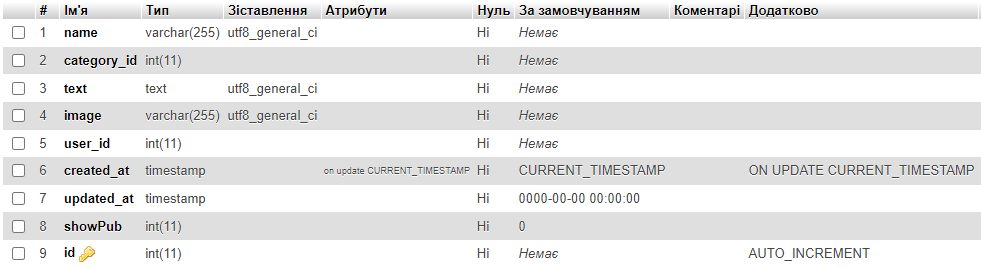 # Ім'я Тип Зіставлення Атрибути Нуль За замовчуванням Коментарі Додатково
1 name varchar(255) utf8_general_ci Ні Немає
2 category_id int(11) Ні Немає
3 text text utf8_general_ci Ні Немає
4 image varchar(255) utf8_general_ci Ні Немає
5 user_id int(11) Ні Немає
6 created_at timestamp on update CURRENT_TIMESTAMP Ні CURRENT_TIMESTAMP ON UPDATE CURRENT_TIMESTAMP
7 updated_at timestamp Ні 0000-00-00 00:00:00
8 showPub int(11) Ні 0
9 id int(11) Ні Немає AUTO_INCREMENT